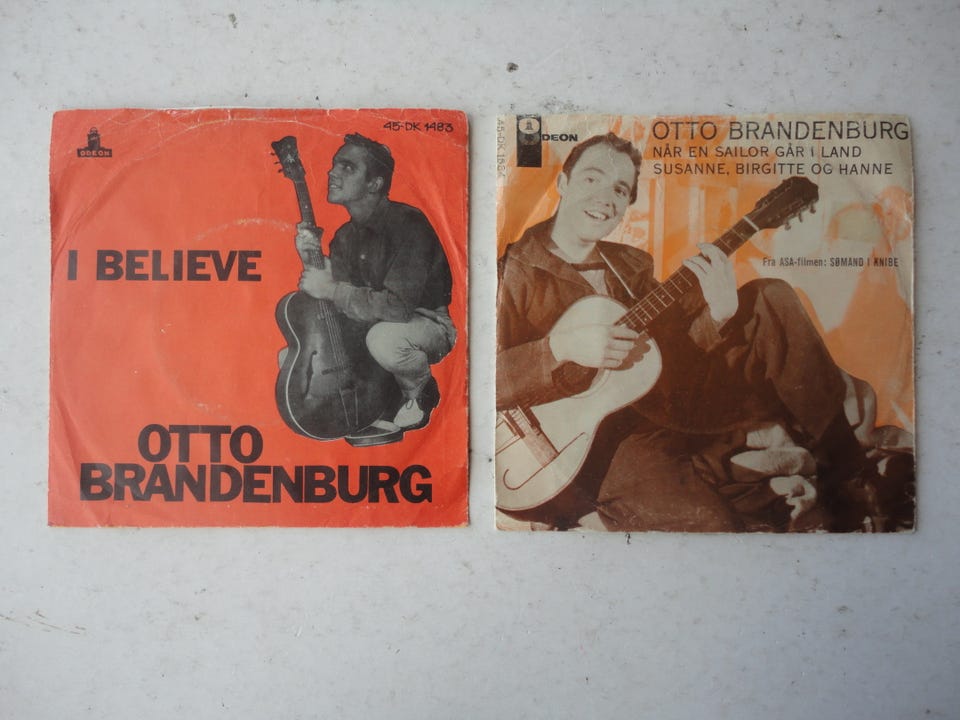 ODEON
45-DK 1483
I BELIEVE
OTTO
BRANDENBURG
ODEON
OTTO BRANDENBURG
NÅR EN SAILOR GÅR I LAND
SUSANNE, BIRGITTE OG HANNE
Fra ASA-filmen: SØMAND I KNIBE